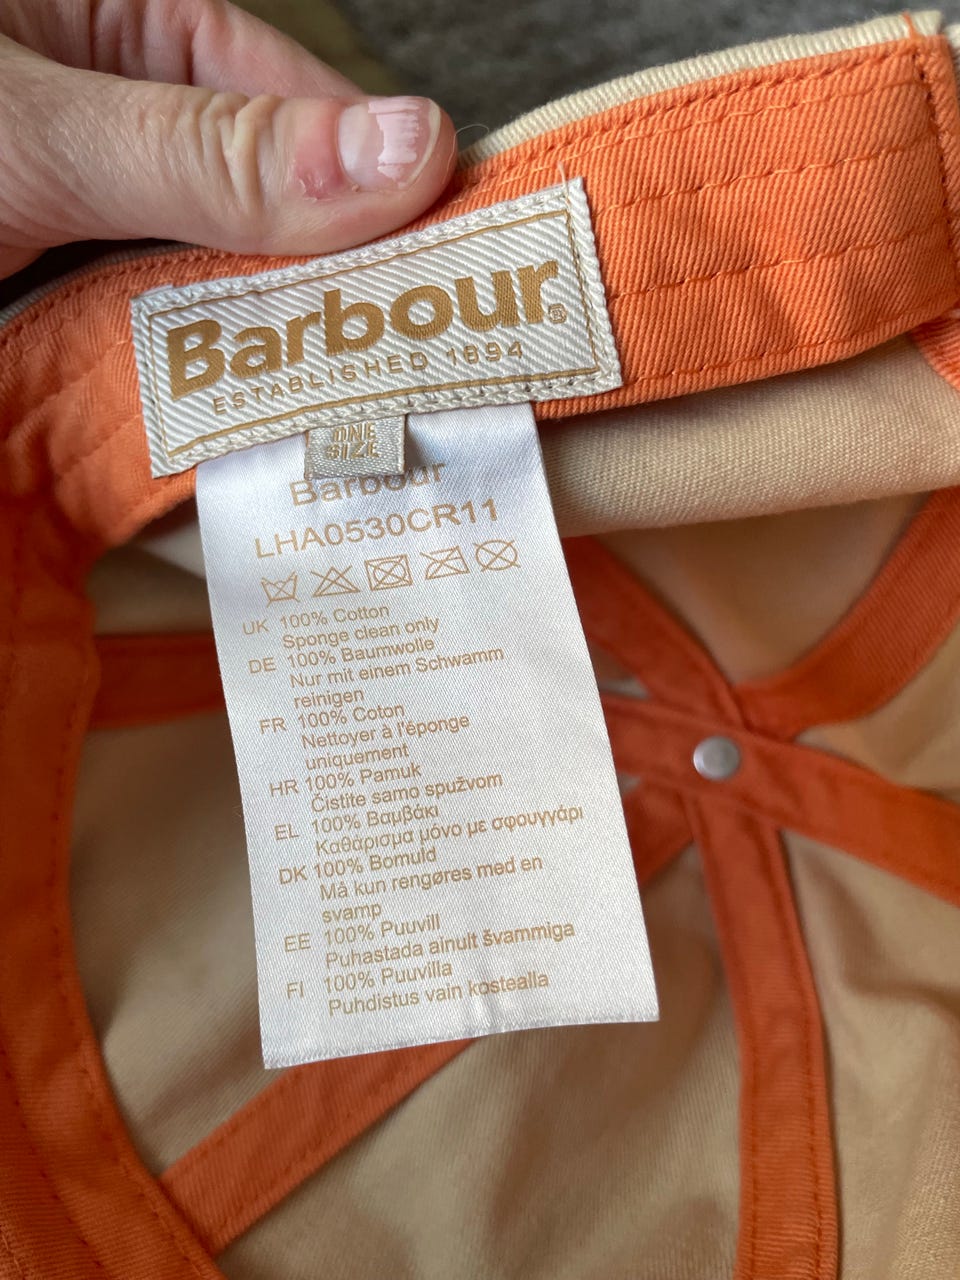 Barbour®
ESTABLISHED 1894
ONE
SIZE
Barbour
LHA0530CR11
UK 100% Cotton
Sponge clean only
DE 100% Baumwolle
Nur mit einem Schwamm
reinigen
FR 100% Coton
Nettoyer à l'éponge
uniquement
HR 100% Pamuk
Čistite samo spužvom
EL 100% Βαμβάκι
Καθάρισμα μόνο με σφουγγάρι
DK 100% Bomuld
Må kun rengøres med en
svamp
EE 100% Puuvill
Puhastada ainult švammiga
FI 100% Puuvilla
Puhdistus vain kostealla